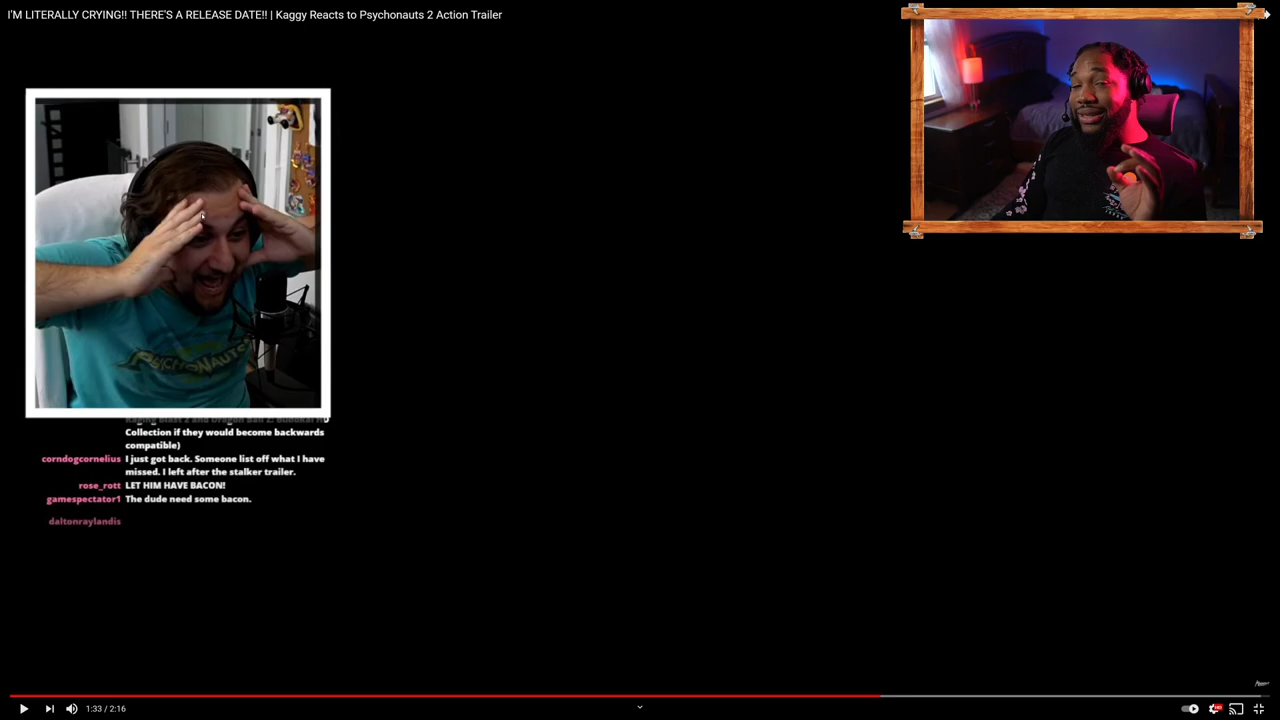 I'M LITERALLY CRYING!! THERE'S A RELEASE DATE!! | Kaggy Reacts to Psychonauts 2 Action Trailer
PSYCHONAUTS
Collection if they would become backwards
compatible)
corndogcornelius I just got back. Someone list off what I have
missed. I left after the stalker trailer.
rose_rott LET HIM HAVE BACON!
gamespectator1 The dude need some bacon.
daltonraylandis
1:33 / 2:16
HD